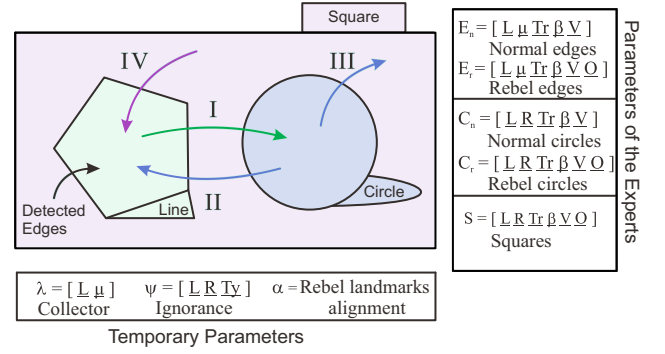 Square
IV
III
I
II
Detected
Edges
Line
Circle
λ = [ L μ ]
Collector
ψ = [ L R Ty ]
Ignorance
α = Rebel landmarks
alignment
Temporary Parameters
Eₙ = [ L μ Tr β V ]
Normal edges
Eᵣ = [ L μ Tr β V O ]
Rebel edges
Cₙ = [ L R Tr β V ]
Normal circles
Cᵣ = [ L R Tr β V O ]
Rebel circles
S = [ L R Tr β V O ]
Squares
Parameters of the Experts